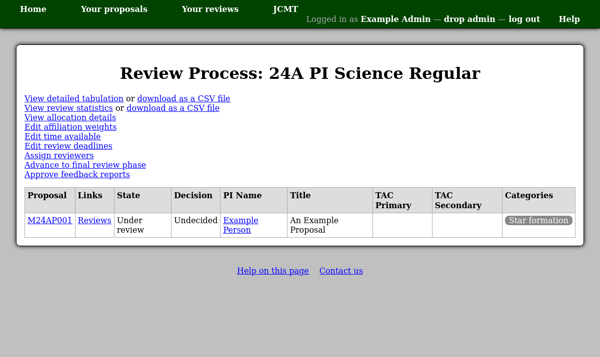 Home Your proposals Your reviews JCMT
Logged in as Example Admin — drop admin — log out Help
Review Process: 24A PI Science Regular
View detailed tabulation or download as a CSV file
View review statistics or download as a CSV file
View allocation details
Edit affiliation weights
Edit time available
Edit review deadlines
Assign reviewers
Advance to final review phase
Approve feedback reports
Proposal Links State Decision PI Name Title TAC Primary TAC Secondary Categories
M24AP001 Reviews Under review Undecided Example Person An Example Proposal Star formation
Help on this page Contact us